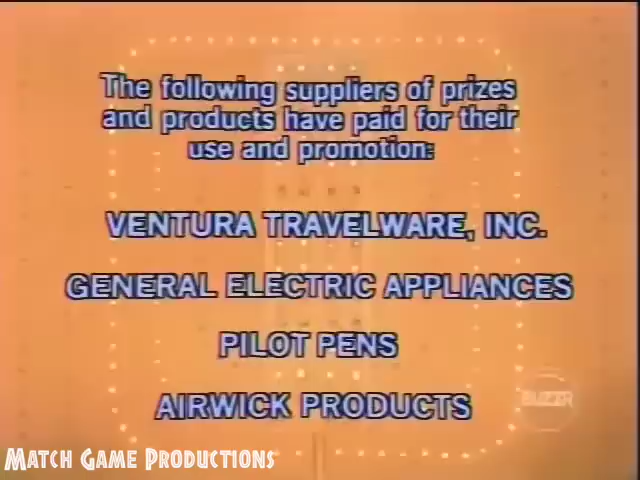 The following suppliers of prizes
and products have paid for their
use and promotion:
VENTURA TRAVELWARE, INC.
GENERAL ELECTRIC APPLIANCES
PILOT PENS
AIRWICK PRODUCTS
BUZZR
MATCH GAME PRODUCTIONS